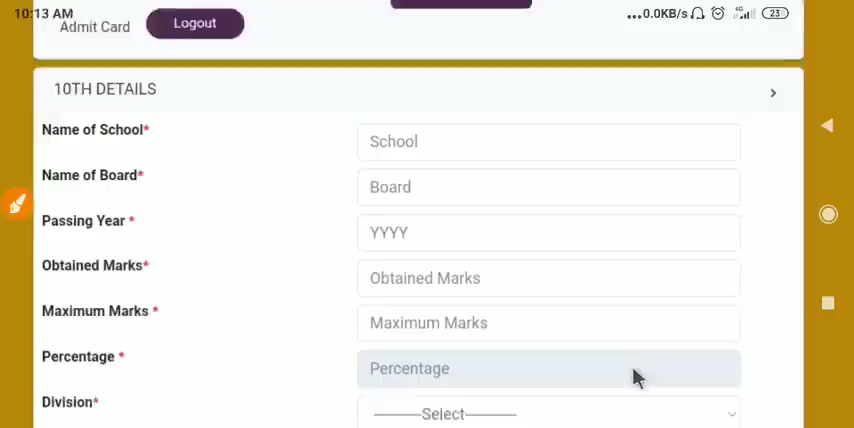 10:13 AM
...0.0KB/s 4G 23
Admit Card Logout
10TH DETAILS
Name of School* School
Name of Board* Board
Passing Year * YYYY
Obtained Marks* Obtained Marks
Maximum Marks * Maximum Marks
Percentage * Percentage
Division* ———Select———